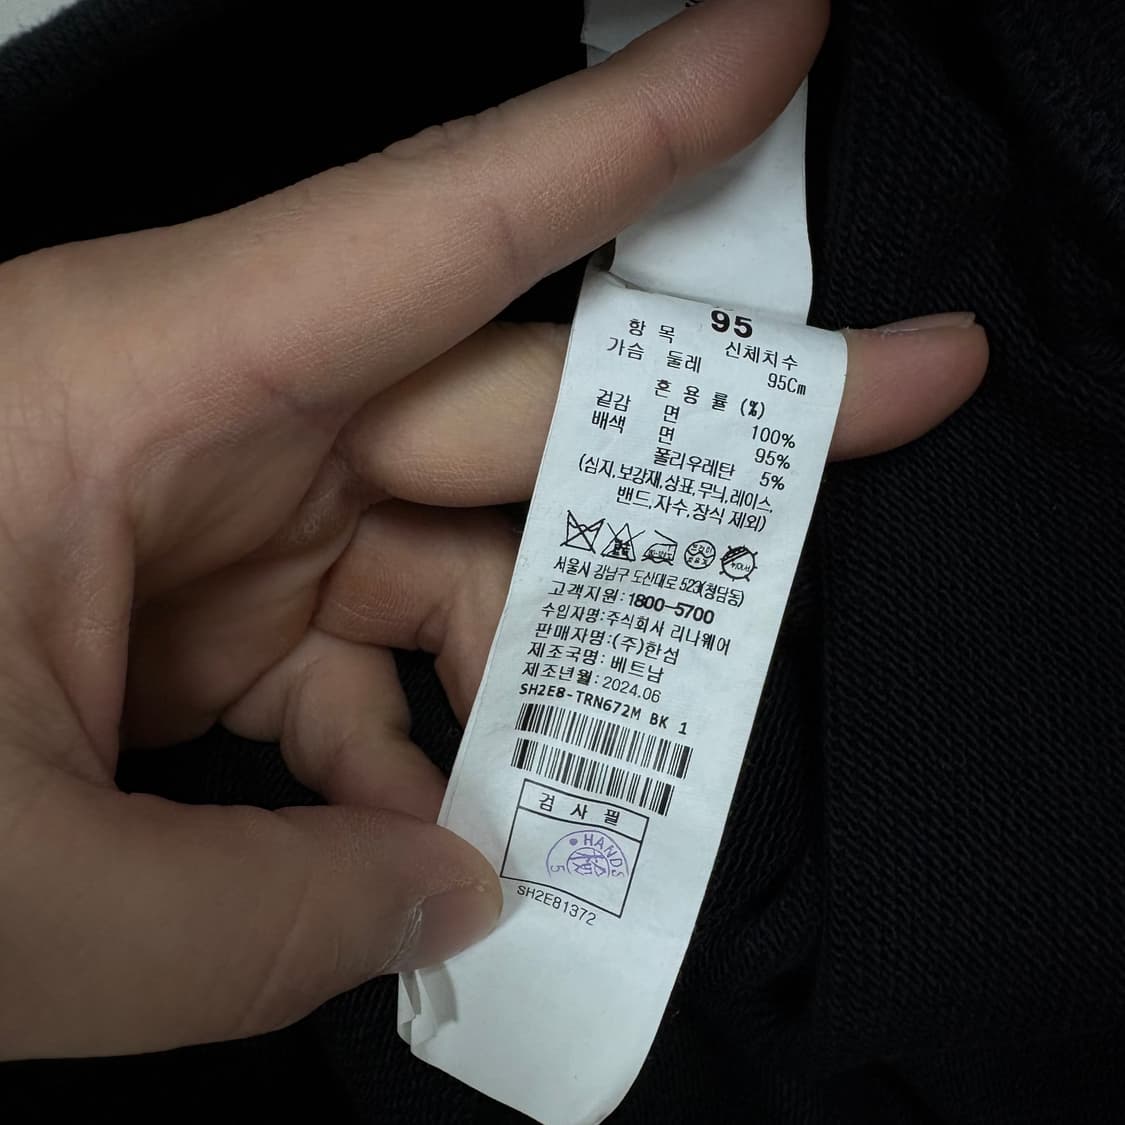 95
항 목 신체치수
가슴 둘레 95Cm
혼 용 률 (%)
겉감 면 100%
배색 면 95%
폴리우레탄 5%
(심지,보강재,상표,무늬,레이스,
밴드,자수,장식 제외)
서울시 강남구 도산대로 523(청담동)
고객지원:1800-5700
수입자명:주식회사 리나웨어
판매자명:(주)한섬
제조국명: 베트남
제조년월:2024.06
SH2E8-TRN672M BK 1
검 사 필
HANDS
5
SH2E81372